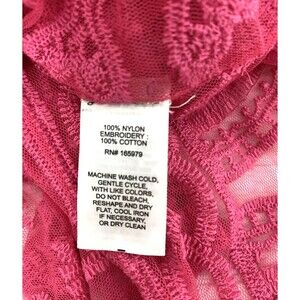 100% NYLON
EMBROIDERY :
100% COTTON
RN# 165979
MACHINE WASH COLD,
GENTLE CYCLE,
WITH LIKE COLORS,
DO NOT BLEACH,
RESHAPE AND DRY
FLAT, COOL IRON
IF NECESSARY,
OR DRY CLEAN